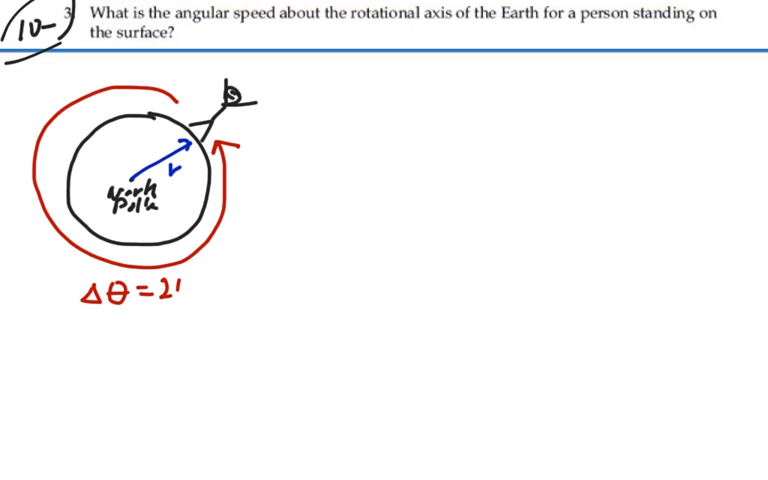 10-
3 What is the angular speed about the rotational axis of the Earth for a person standing on
the surface?
r
North
Pole
Δθ = 2